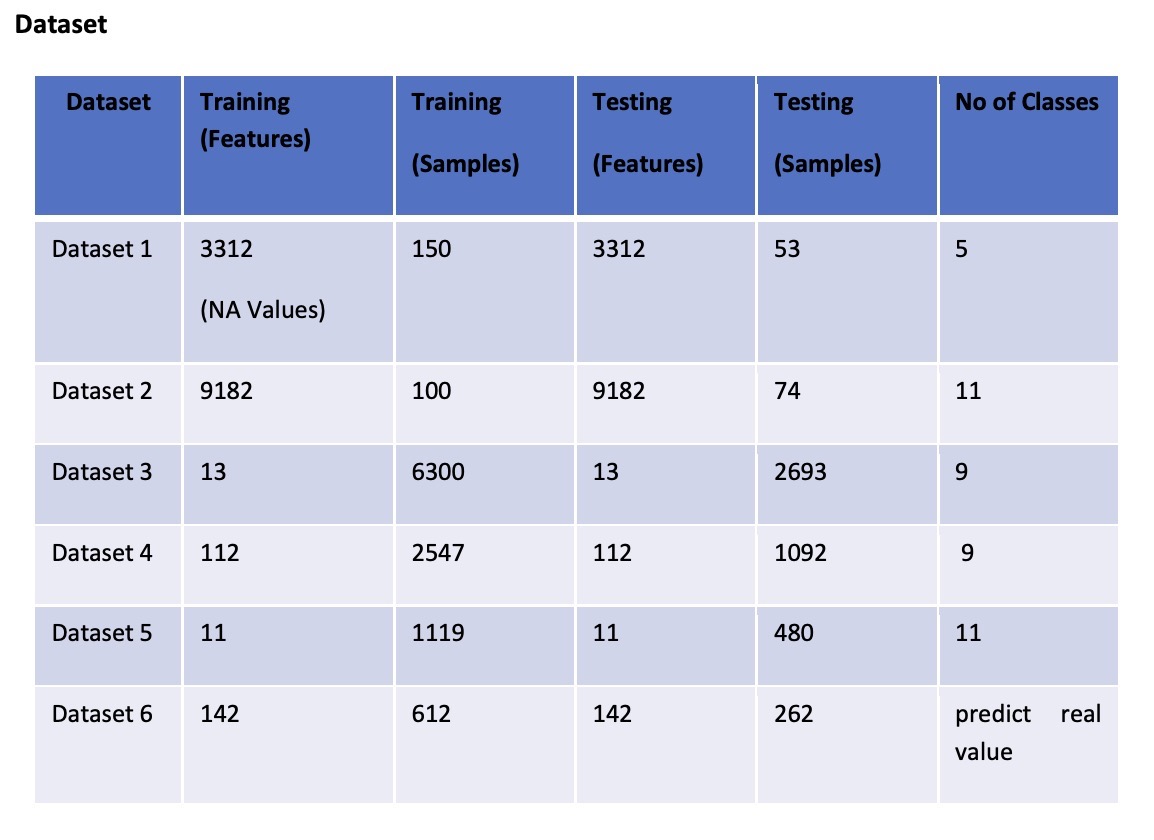 Dataset
Dataset Training Training Testing Testing No of Classes
(Features) (Samples) (Features) (Samples)
Dataset 1 3312 150 3312 53 5
(NA Values)
Dataset 2 9182 100 9182 74 11
Dataset 3 13 6300 13 2693 9
Dataset 4 112 2547 112 1092 9
Dataset 5 11 1119 11 480 11
Dataset 6 142 612 142 262 predict real
value